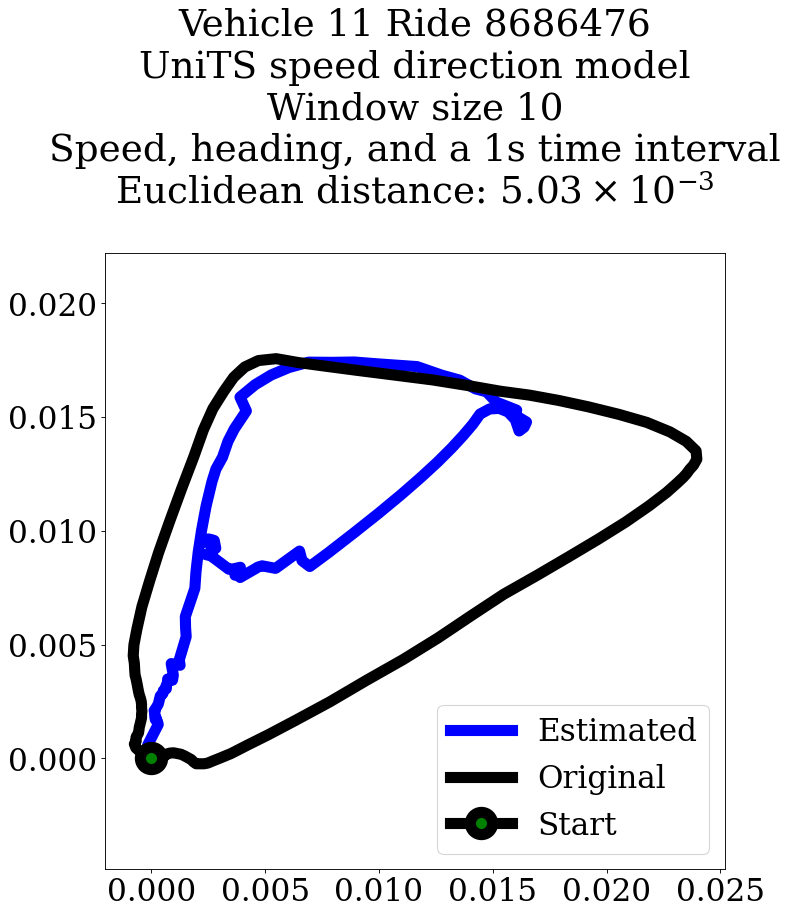 Vehicle 11 Ride 8686476
UniTS speed direction model
Window size 10
Speed, heading, and a 1s time interval
Euclidean distance: 5.03 × 10⁻³
0.020
0.015
0.010
0.005
0.000
Estimated
Original
Start
0.000 0.005 0.010 0.015 0.020 0.025